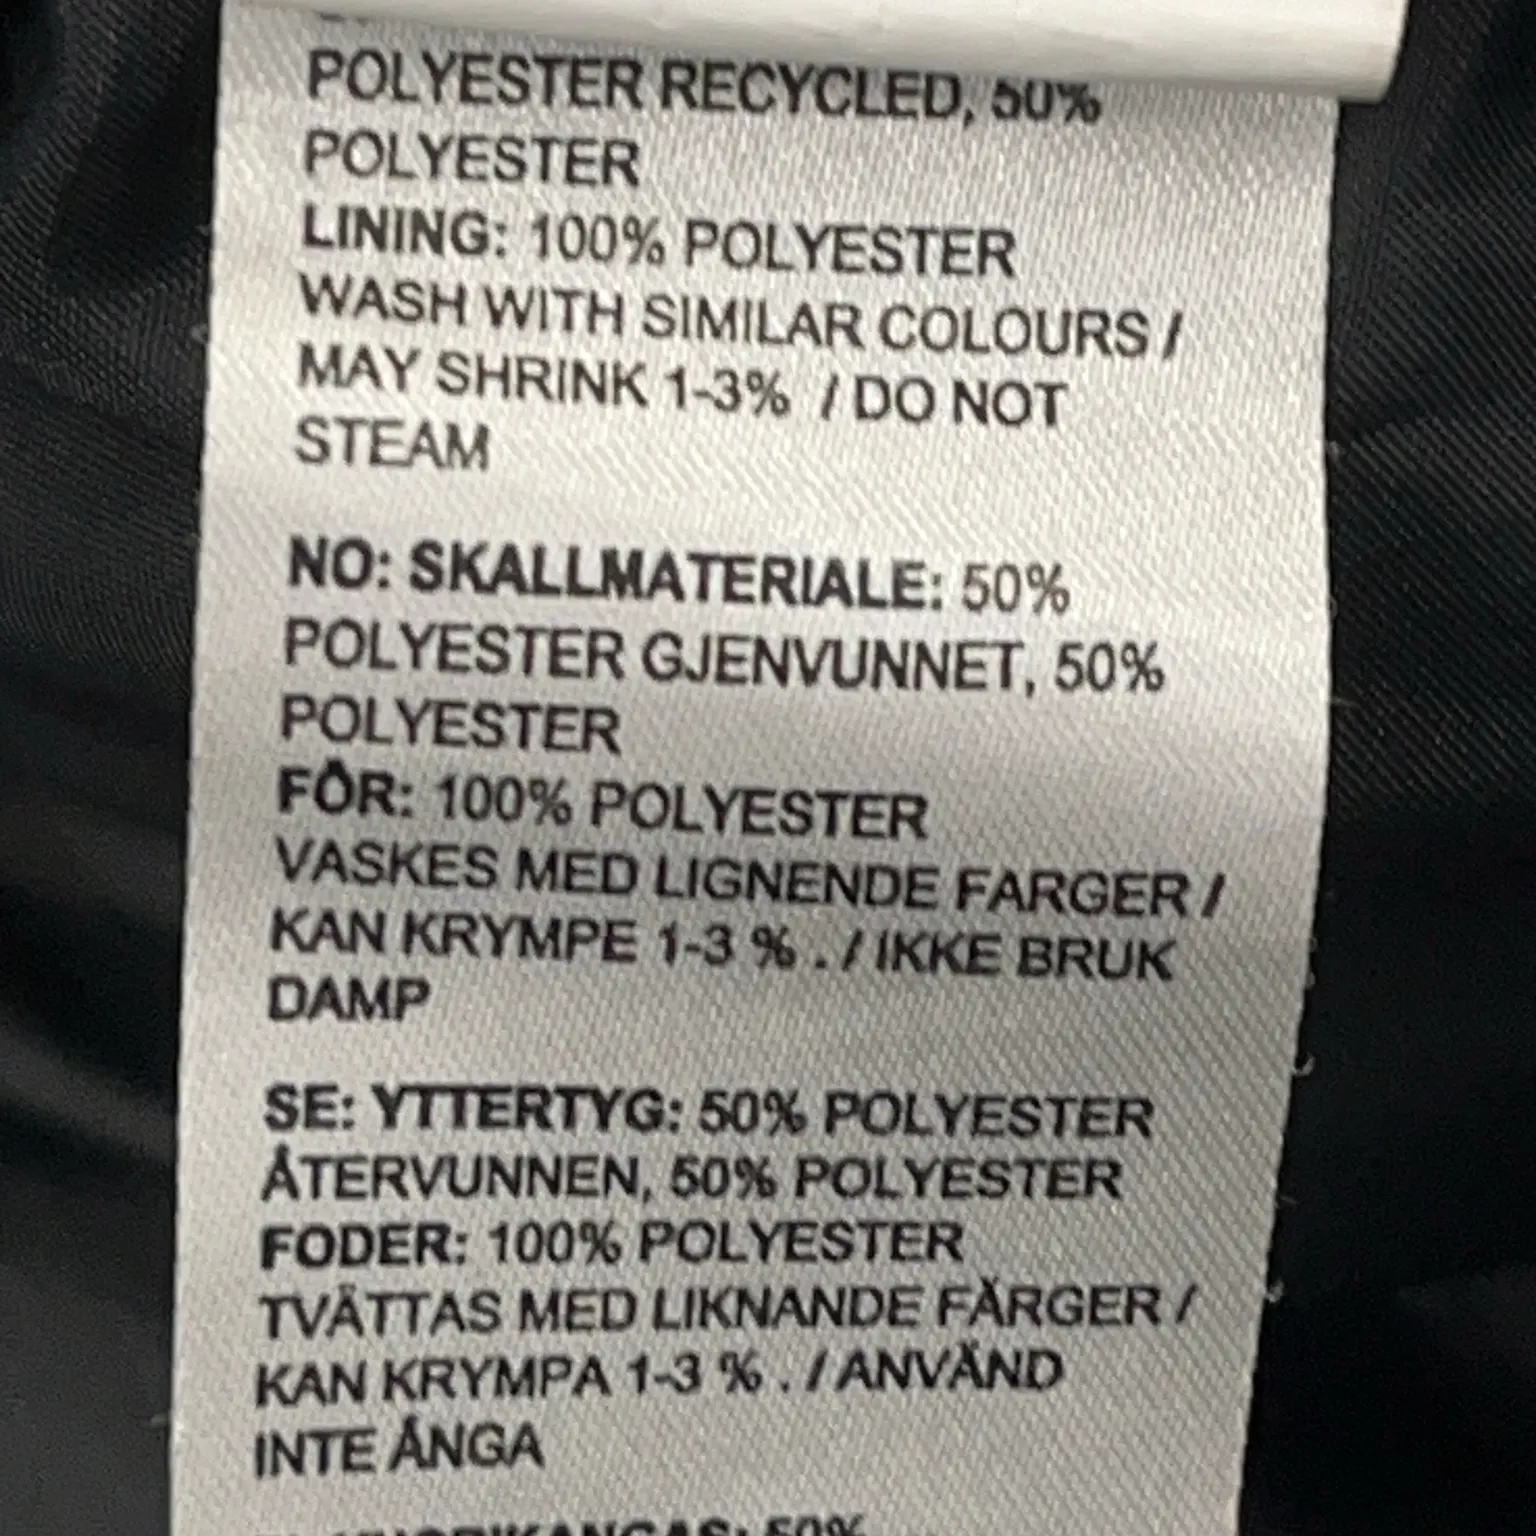 POLYESTER RECYCLED, 50%
POLYESTER
LINING: 100% POLYESTER
WASH WITH SIMILAR COLOURS /
MAY SHRINK 1-3% / DO NOT
STEAM
NO: SKALLMATERIALE: 50%
POLYESTER GJENVUNNET, 50%
POLYESTER
FÔR: 100% POLYESTER
VASKES MED LIGNENDE FARGER /
KAN KRYMPE 1-3 % . / IKKE BRUK
DAMP
SE: YTTERTYG: 50% POLYESTER
ÅTERVUNNEN, 50% POLYESTER
FODER: 100% POLYESTER
TVÄTTAS MED LIKNANDE FÄRGER /
KAN KRYMPA 1-3 % . / ANVÄND
INTE ÅNGA
50%